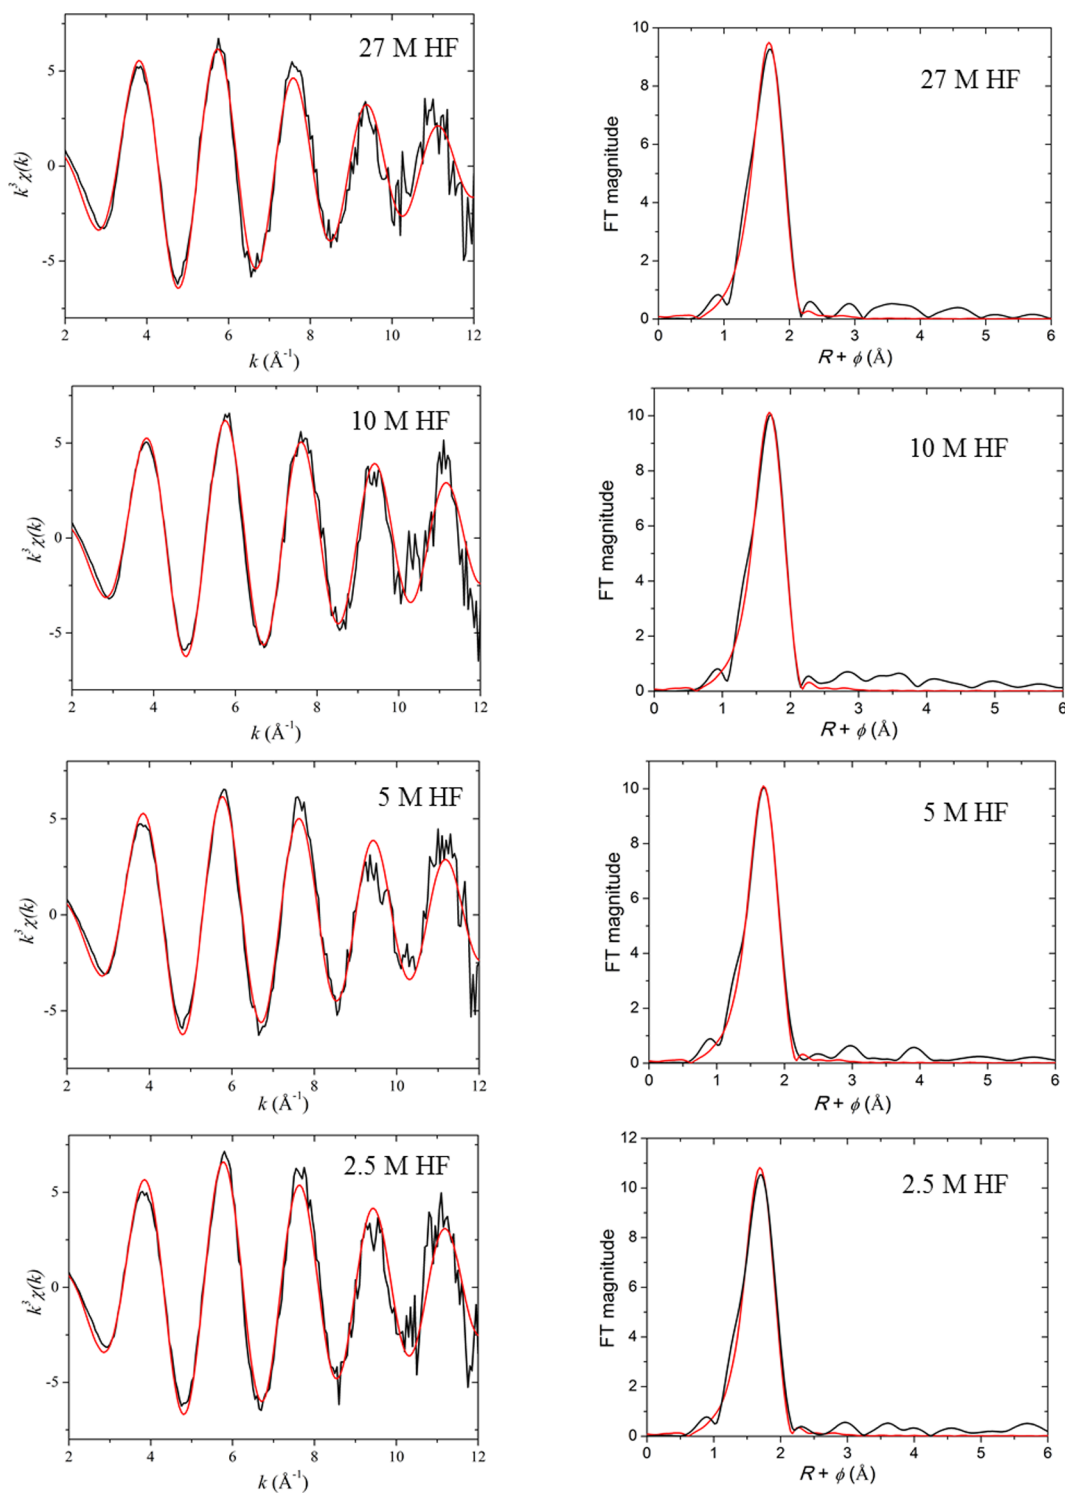 27 M HF
5
0
-5
k³χ(k)
2 4 6 8 10 12
k (Å⁻¹)
27 M HF
10
8
6
4
2
0
FT magnitude
0 1 2 3 4 5 6
R + ϕ (Å)
10 M HF
5
0
-5
k³χ(k)
2 4 6 8 10 12
k (Å⁻¹)
10 M HF
10
8
6
4
2
0
FT magnitude
0 1 2 3 4 5 6
R + ϕ (Å)
5 M HF
5
0
-5
k³χ(k)
2 4 6 8 10 12
k (Å⁻¹)
5 M HF
10
8
6
4
2
0
FT magnitude
0 1 2 3 4 5 6
R + ϕ (Å)
2.5 M HF
5
0
-5
k³χ(k)
2 4 6 8 10 12
k (Å⁻¹)
2.5 M HF
12
10
8
6
4
2
0
FT magnitude
0 1 2 3 4 5 6
R + ϕ (Å)